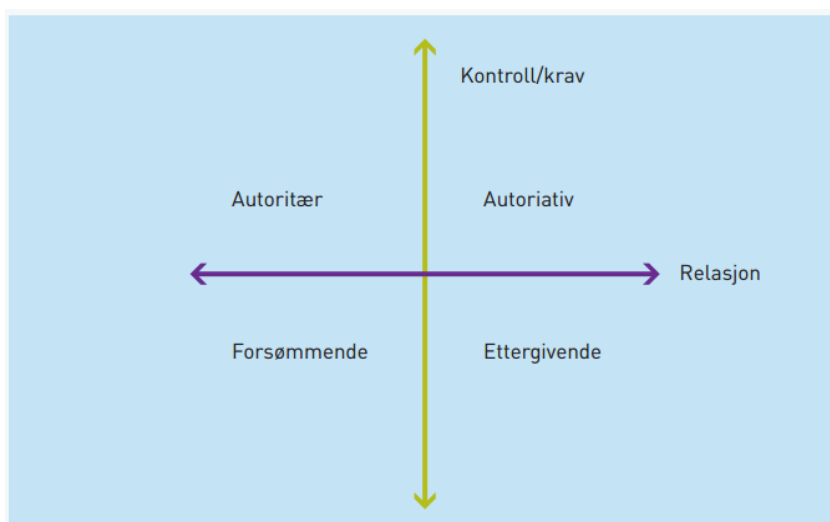 Kontroll/krav
Autoritær
Autoriativ
Relasjon
Forsømmende
Ettergivende